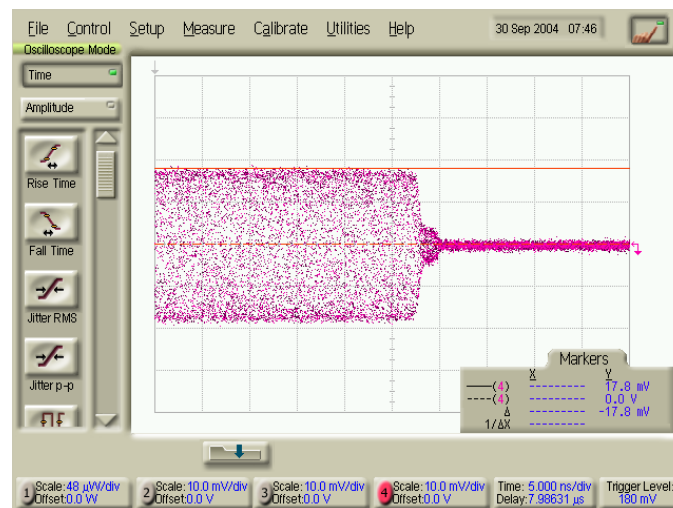 File Control Setup Measure Calibrate Utilities Help 30 Sep 2004 07:46
Oscilloscope Mode
Time
Amplitude
Rise Time
Fall Time
Jitter RMS
Jitter p-p
Markers
X Y
——(4) --------- 17.8 mV
----(4) --------- 0.0 V
Δ --------- -17.8 mV
1/ΔX ---------
1 Scale: 48 µW/div Offset:0.0 W
2 Scale: 10.0 mV/div Offset:0.0 V
3 Scale: 10.0 mV/div Offset:0.0 V
4 Scale: 10.0 mV/div Offset:0.0 V
Time: 5.000 ns/div Delay:7.98631 µs
Trigger Level: 180 mV